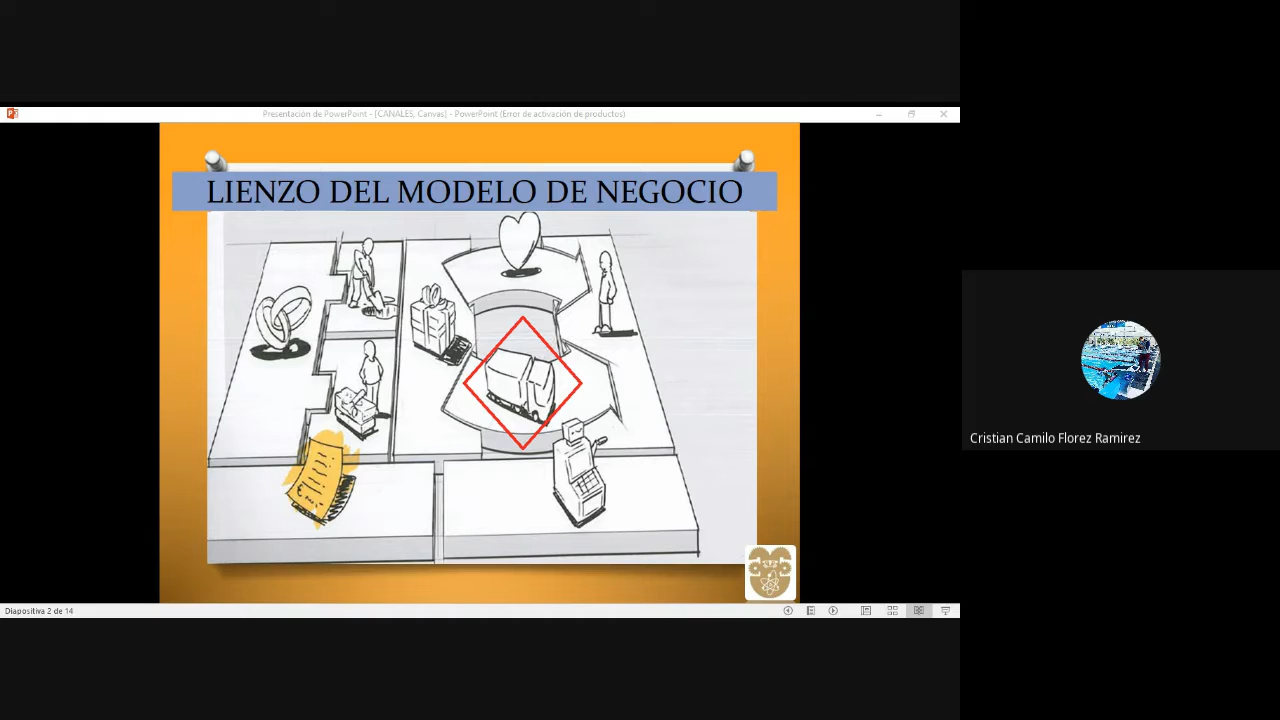 Presentación de PowerPoint - [CANALES, Canvas] - PowerPoint (Error de activación de productos)
LIENZO DEL MODELO DE NEGOCIO
Cristian Camilo Florez Ramirez
Diapositiva 2 de 14